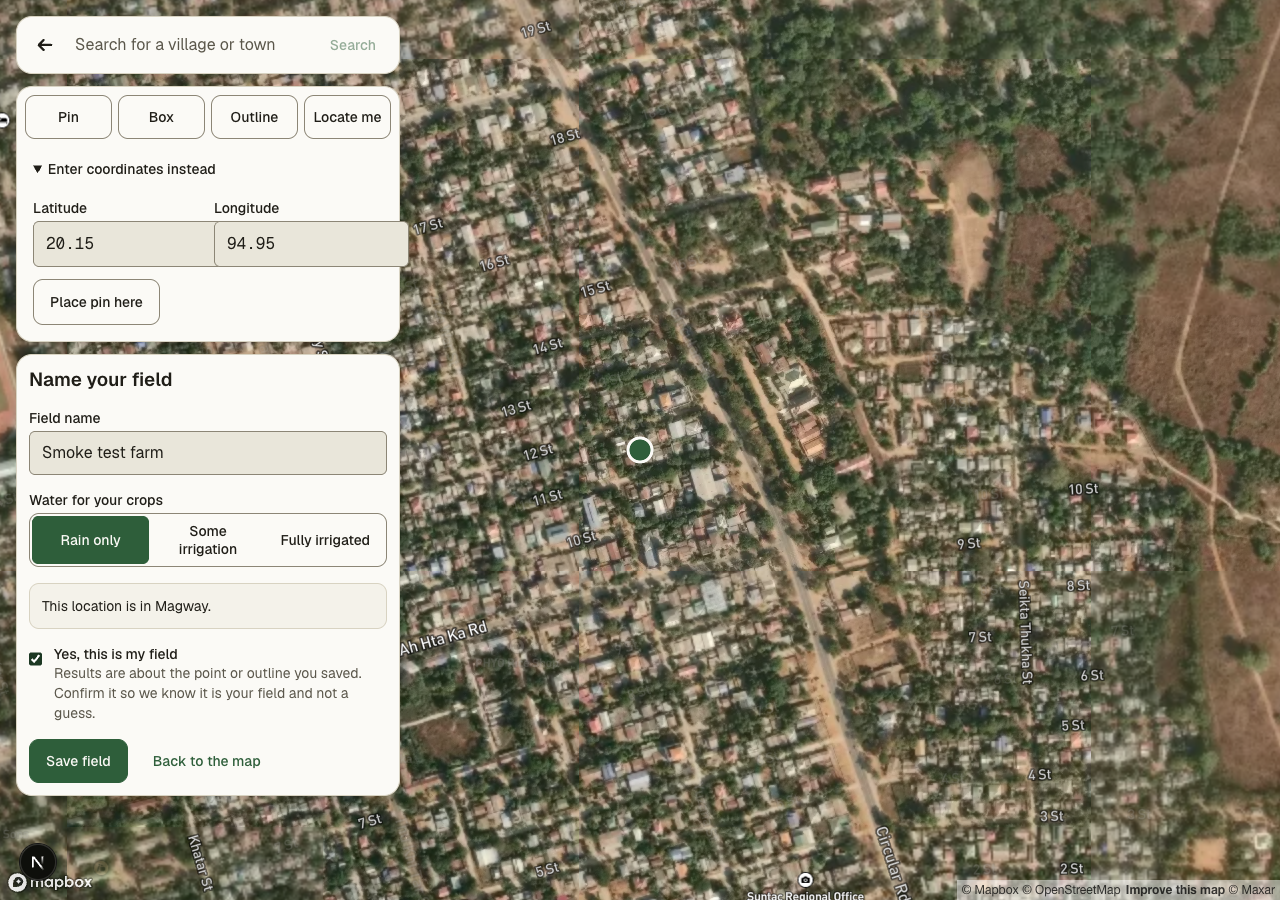 Search for a village or town
Search
Pin
Box
Outline
Locate me
Enter coordinates instead
Latitude
Longitude
20.15
94.95
Place pin here
Name your field
Field name
Smoke test farm
Water for your crops
Rain only
Some
irrigation
Fully irrigated
This location is in Magway.
Yes, this is my field
Results are about the point or outline you saved.
Confirm it so we know it is your field and not a
guess.
Save field
Back to the map
19 St
18 St
17 St
16 St
15 St
14 St
13 St
12 St
11 St
10 St
10 St
9 St
8 St
Seikta Thukha St
7 St
6 St
5 St
4 St
3 St
2 St
Ah Hta Ka Rd
7 St
5 St
Khatar St
Circular Rd
Suntac Regional Office
N
mapbox
© Mapbox © OpenStreetMap Improve this map © Maxar